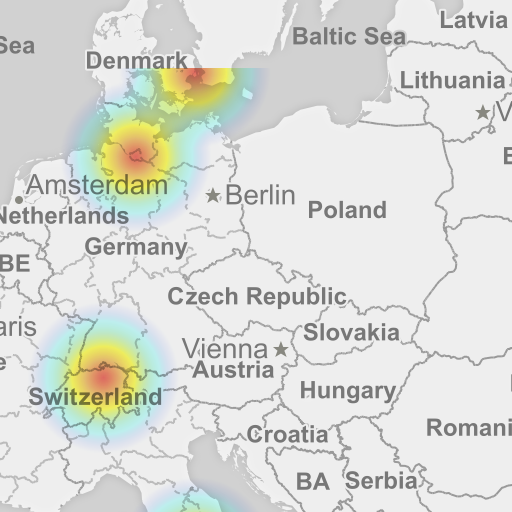 Latvia
Baltic Sea
Sea
Denmark
Lithuania
V
E
Amsterdam
Berlin
Netherlands
Poland
Germany
BE
Czech Republic
aris
Slovakia
Vienna
e
Austria
Hungary
Switzerland
Croatia
Romani
BA
Serbia